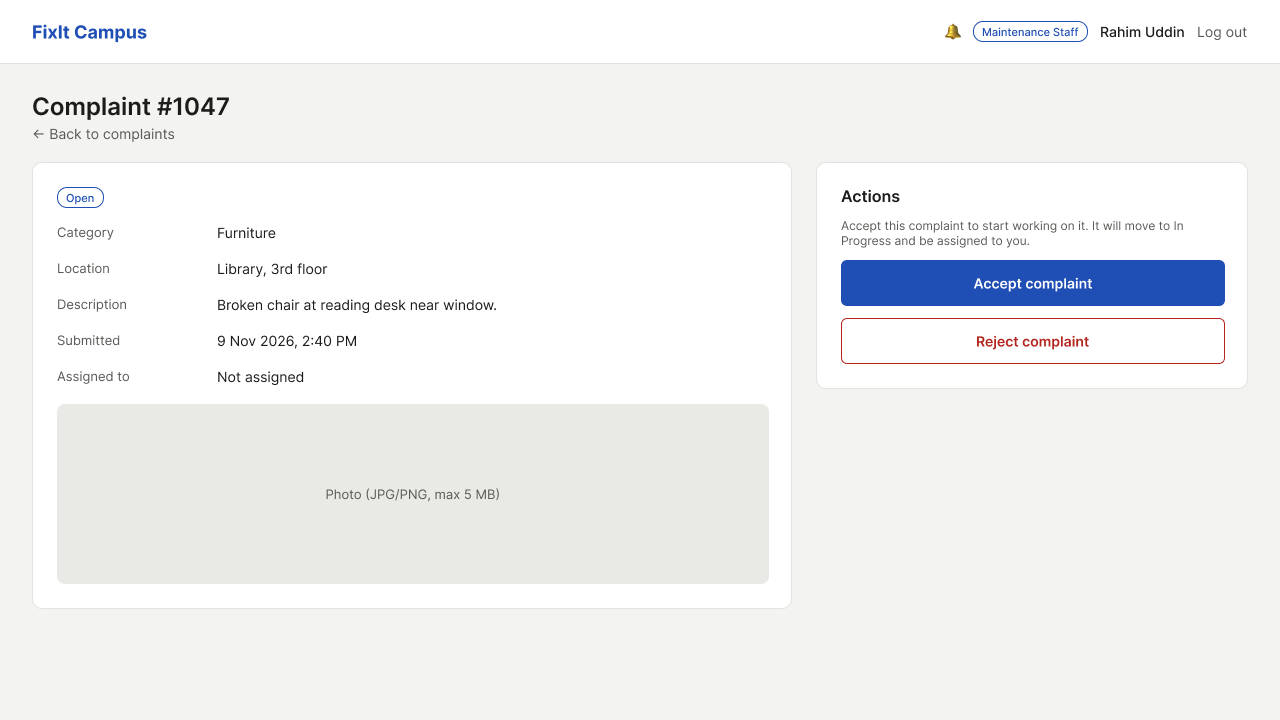 FixIt Campus
Maintenance Staff
Rahim Uddin
Log out
Complaint #1047
← Back to complaints
Open
Category
Furniture
Location
Library, 3rd floor
Description
Broken chair at reading desk near window.
Submitted
9 Nov 2026, 2:40 PM
Assigned to
Not assigned
Photo (JPG/PNG, max 5 MB)
Actions
Accept this complaint to start working on it. It will move to In
Progress and be assigned to you.
Accept complaint
Reject complaint